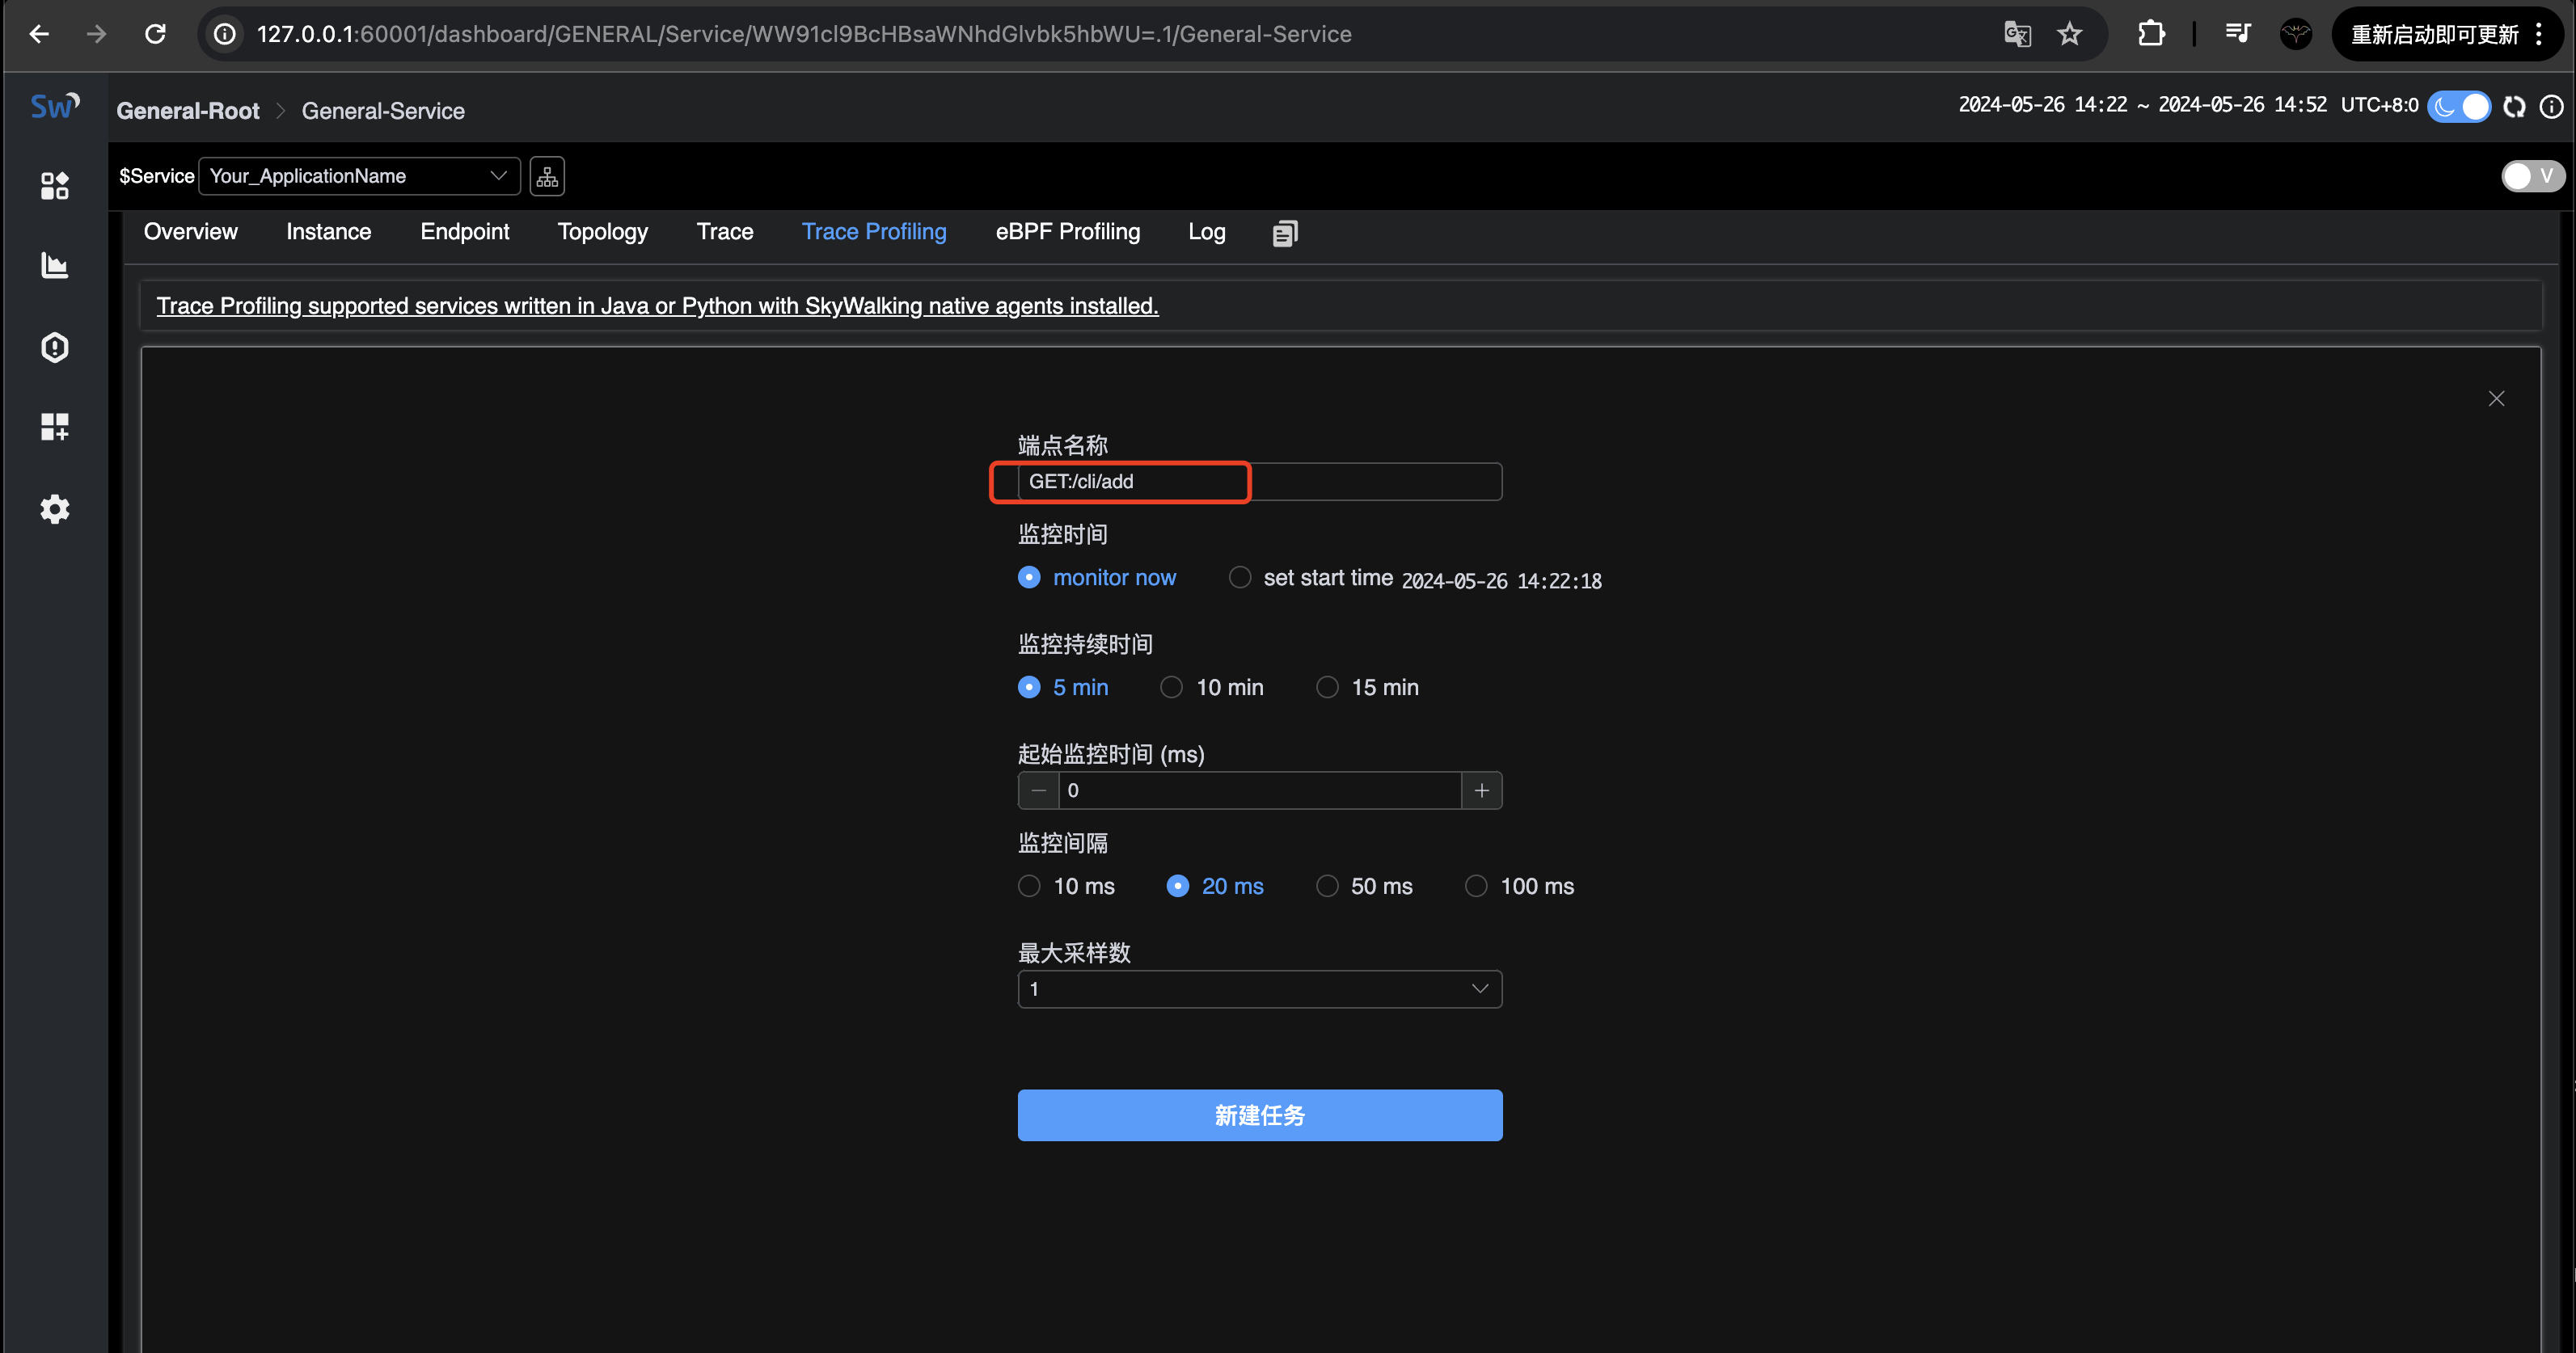 127.0.0.1:60001/dashboard/GENERAL/Service/WW91cl9BcHBsaWNhdGlvbk5hbWU=.1/General-Service
重新启动即可更新
Sw
General-Root > General-Service
2024-05-26 14:22 ~ 2024-05-26 14:52 UTC+8:0
$Service Your_ApplicationName
V
Overview Instance Endpoint Topology Trace Trace Profiling eBPF Profiling Log
Trace Profiling supported services written in Java or Python with SkyWalking native agents installed.
端点名称
GET:/cli/add
监控时间
monitor now set start time 2024-05-26 14:22:18
监控持续时间
5 min 10 min 15 min
起始监控时间 (ms)
0
监控间隔
10 ms 20 ms 50 ms 100 ms
最大采样数
1
新建任务